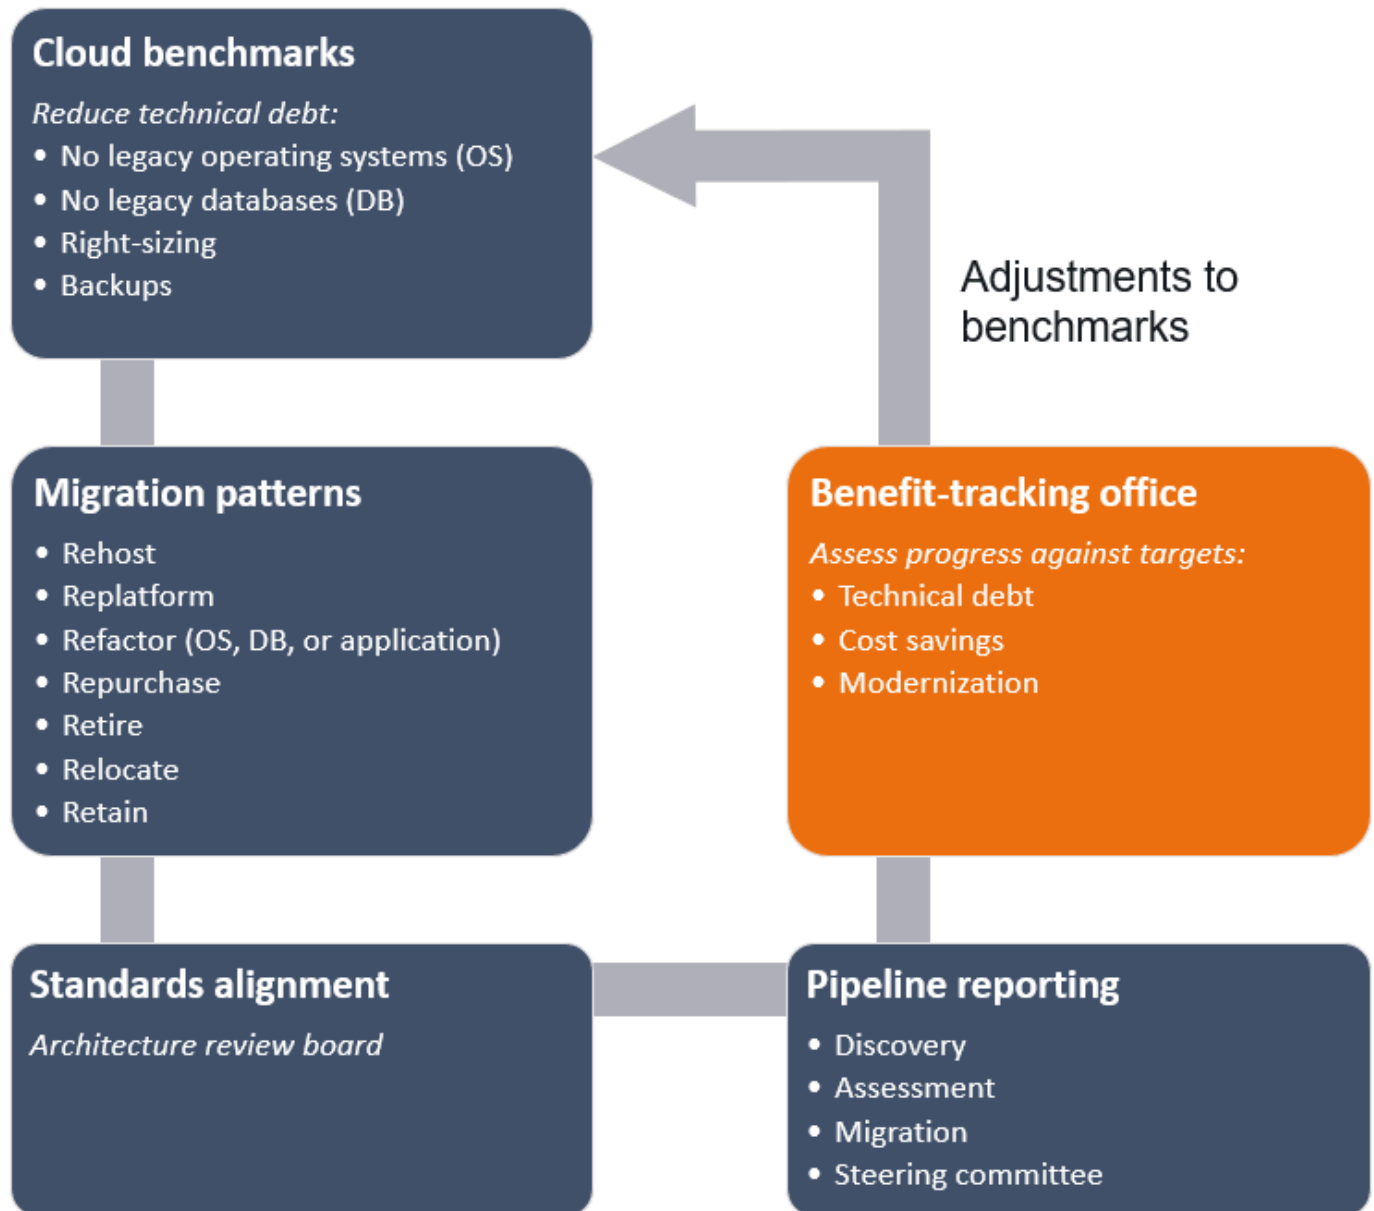 Cloud benchmarks
Reduce technical debt:
• No legacy operating systems (OS)
• No legacy databases (DB)
• Right-sizing
• Backups
Adjustments to
benchmarks
Migration patterns
• Rehost
• Replatform
• Refactor (OS, DB, or application)
• Repurchase
• Retire
• Relocate
• Retain
Benefit-tracking office
Assess progress against targets:
• Technical debt
• Cost savings
• Modernization
Standards alignment
Architecture review board
Pipeline reporting
• Discovery
• Assessment
• Migration
• Steering committee